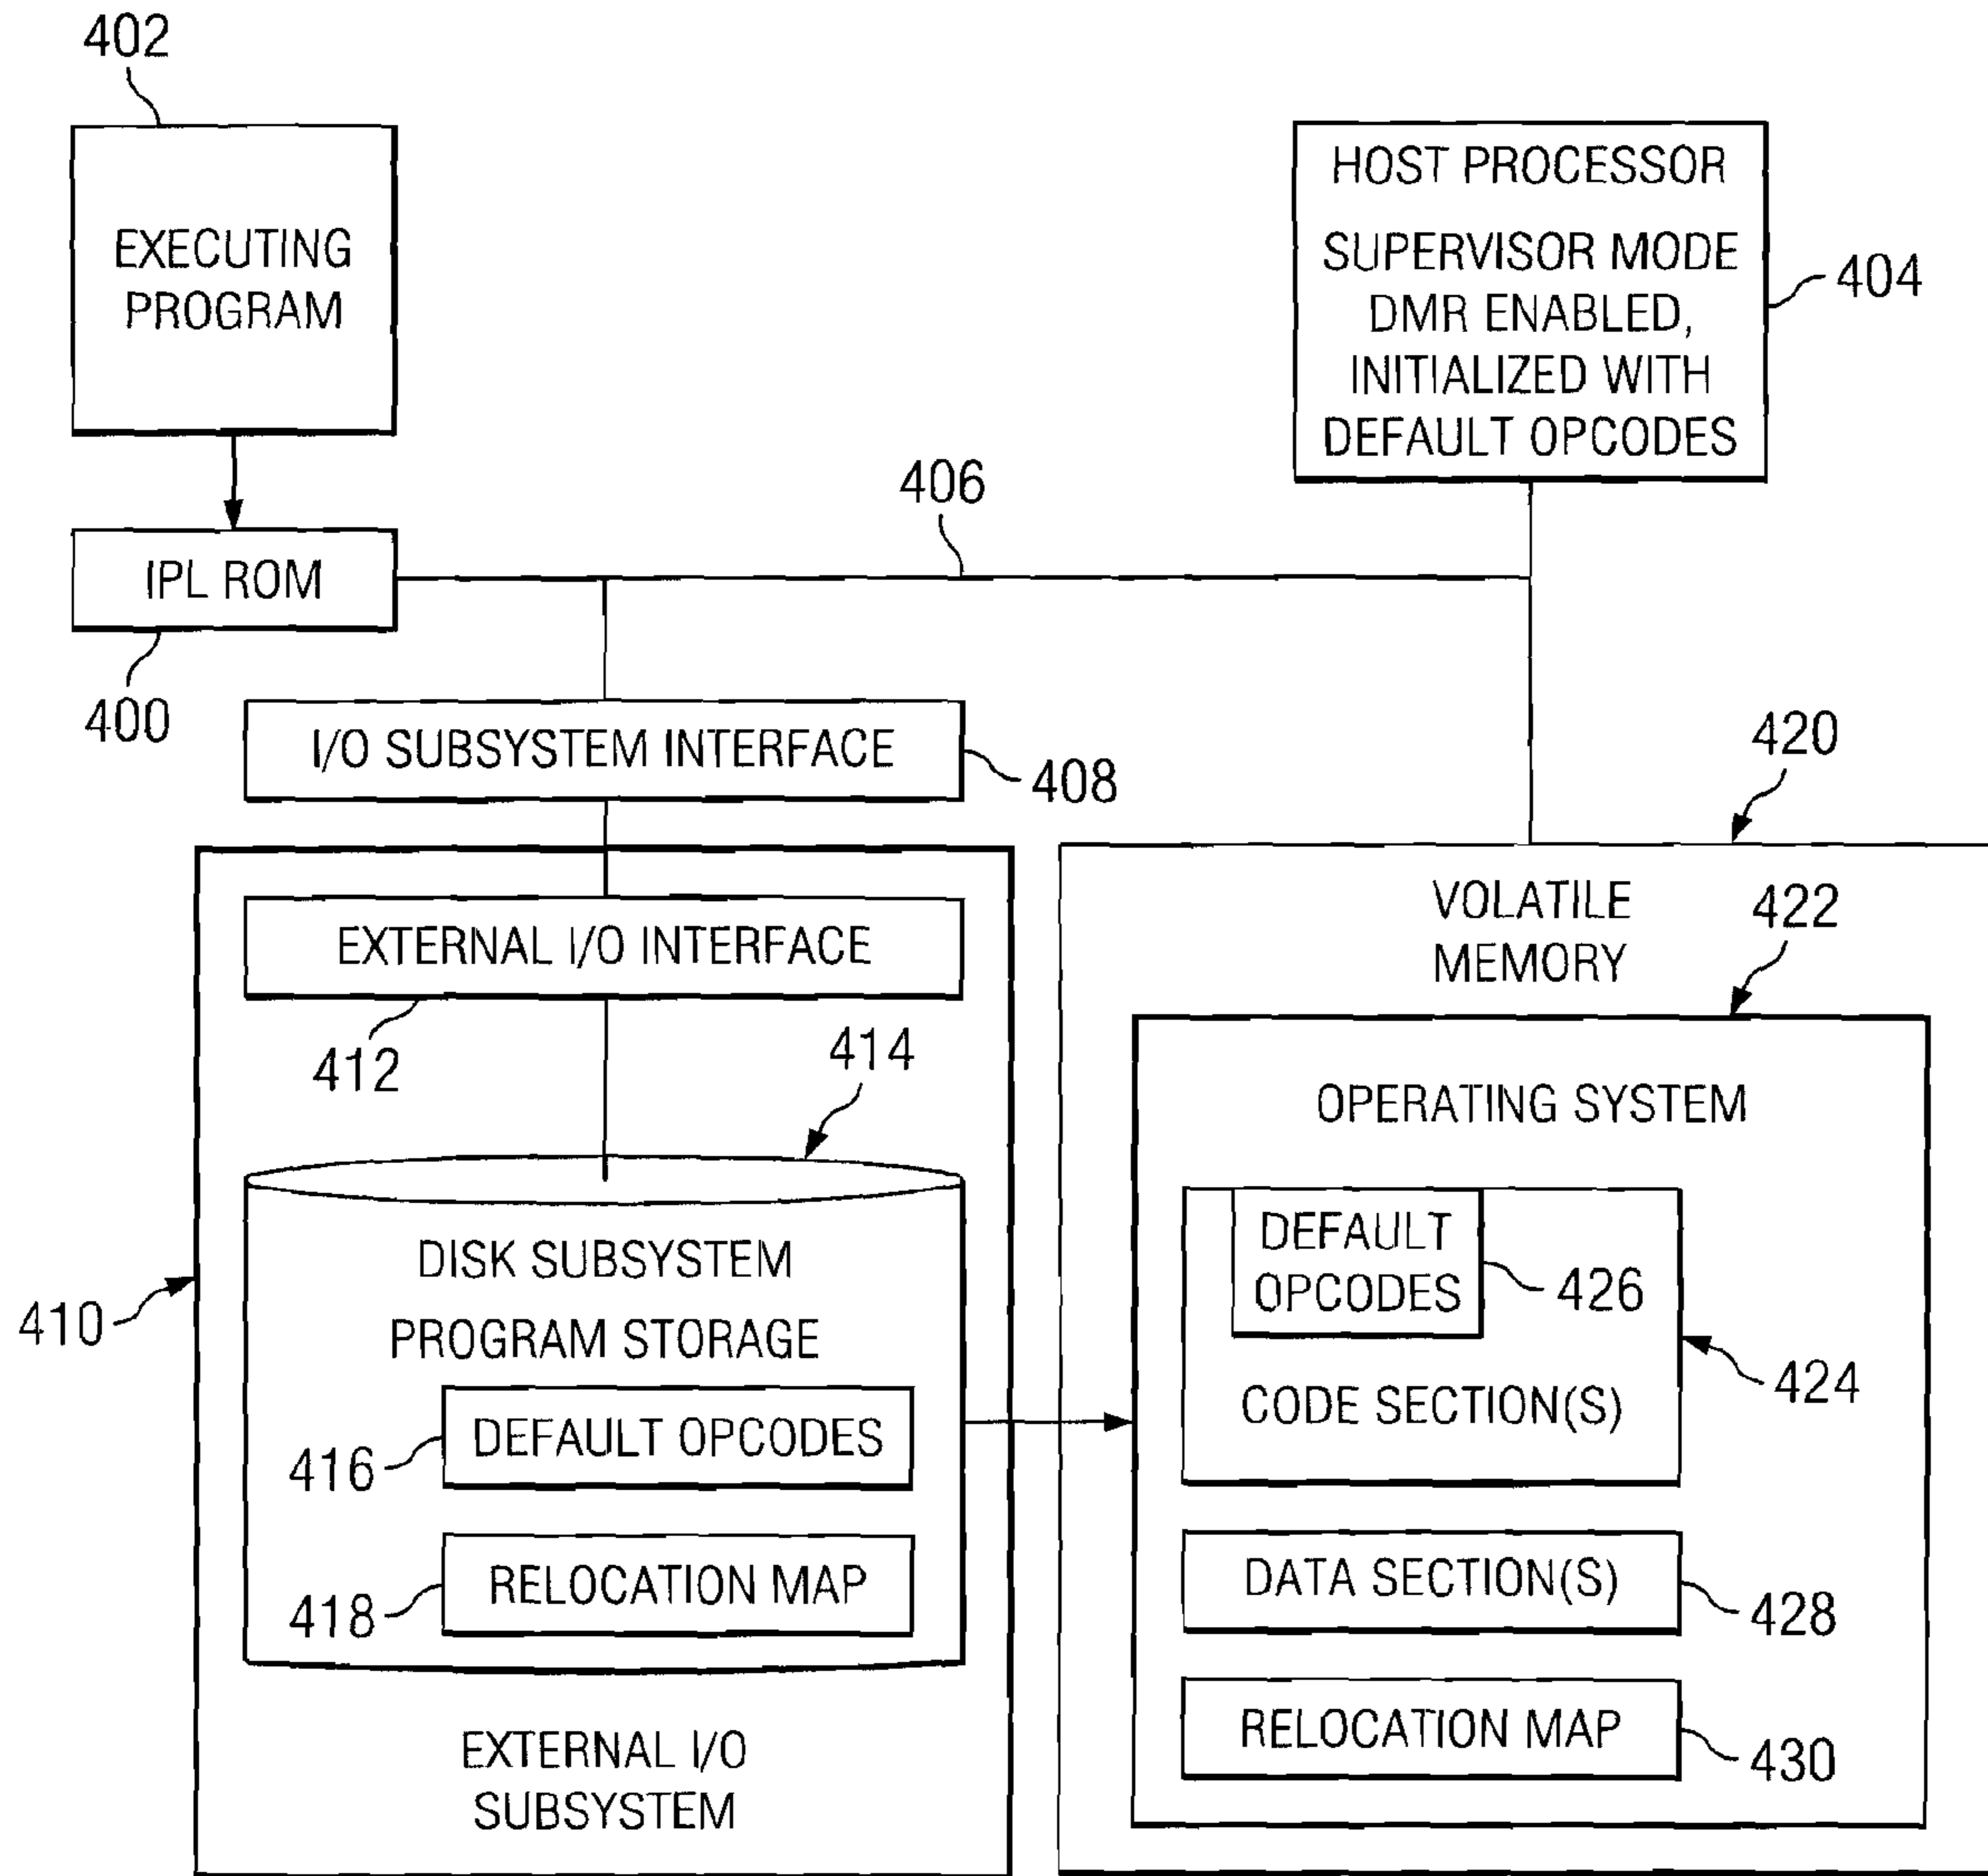 402
EXECUTING
PROGRAM
HOST PROCESSOR
SUPERVISOR MODE
DMR ENABLED,
INITIALIZED WITH
DEFAULT OPCODES
404
406
IPL ROM
400
I/O SUBSYSTEM INTERFACE
408
420
VOLATILE
MEMORY
422
EXTERNAL I/O INTERFACE
412
414
OPERATING SYSTEM
DISK SUBSYSTEM
PROGRAM STORAGE
410
DEFAULT
OPCODES
426
CODE SECTION(S)
424
416
DEFAULT OPCODES
418
RELOCATION MAP
DATA SECTION(S)
428
RELOCATION MAP
430
EXTERNAL I/O
SUBSYSTEM